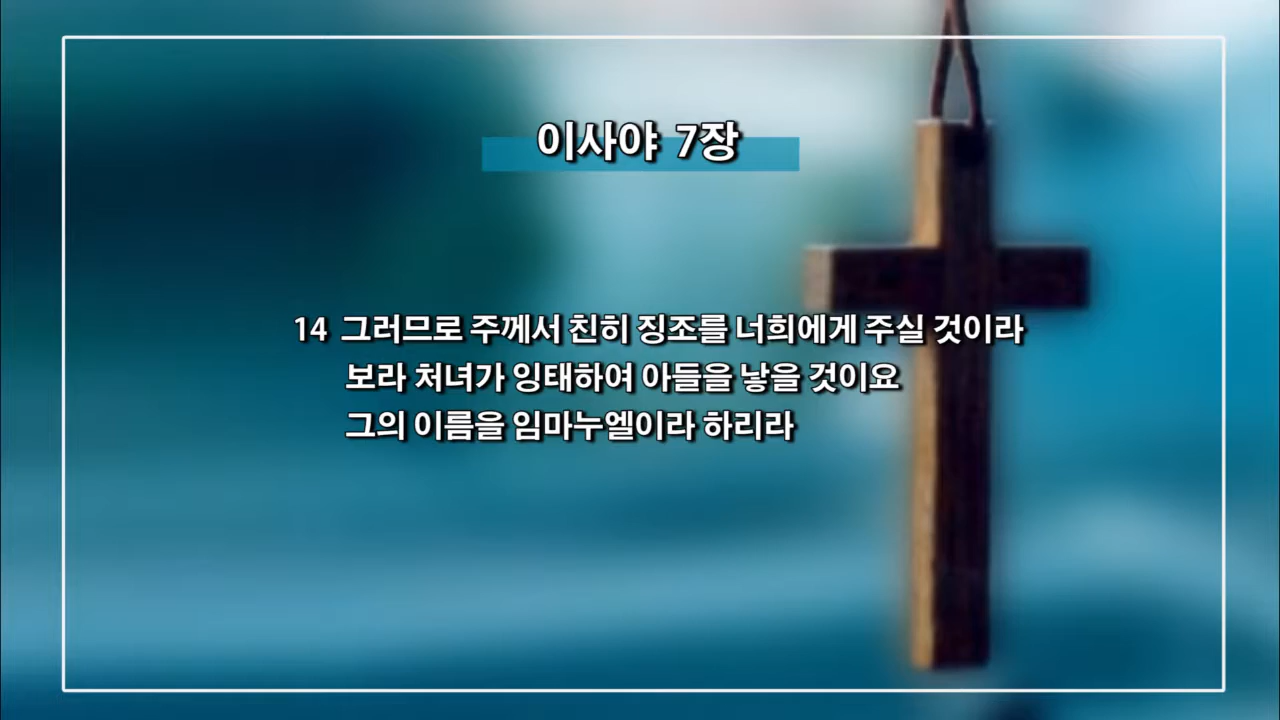 이사야 7장
14 그러므로 주께서 친히 징조를 너희에게 주실 것이라
보라 처녀가 잉태하여 아들을 낳을 것이요
그의 이름을 임마누엘이라 하리라